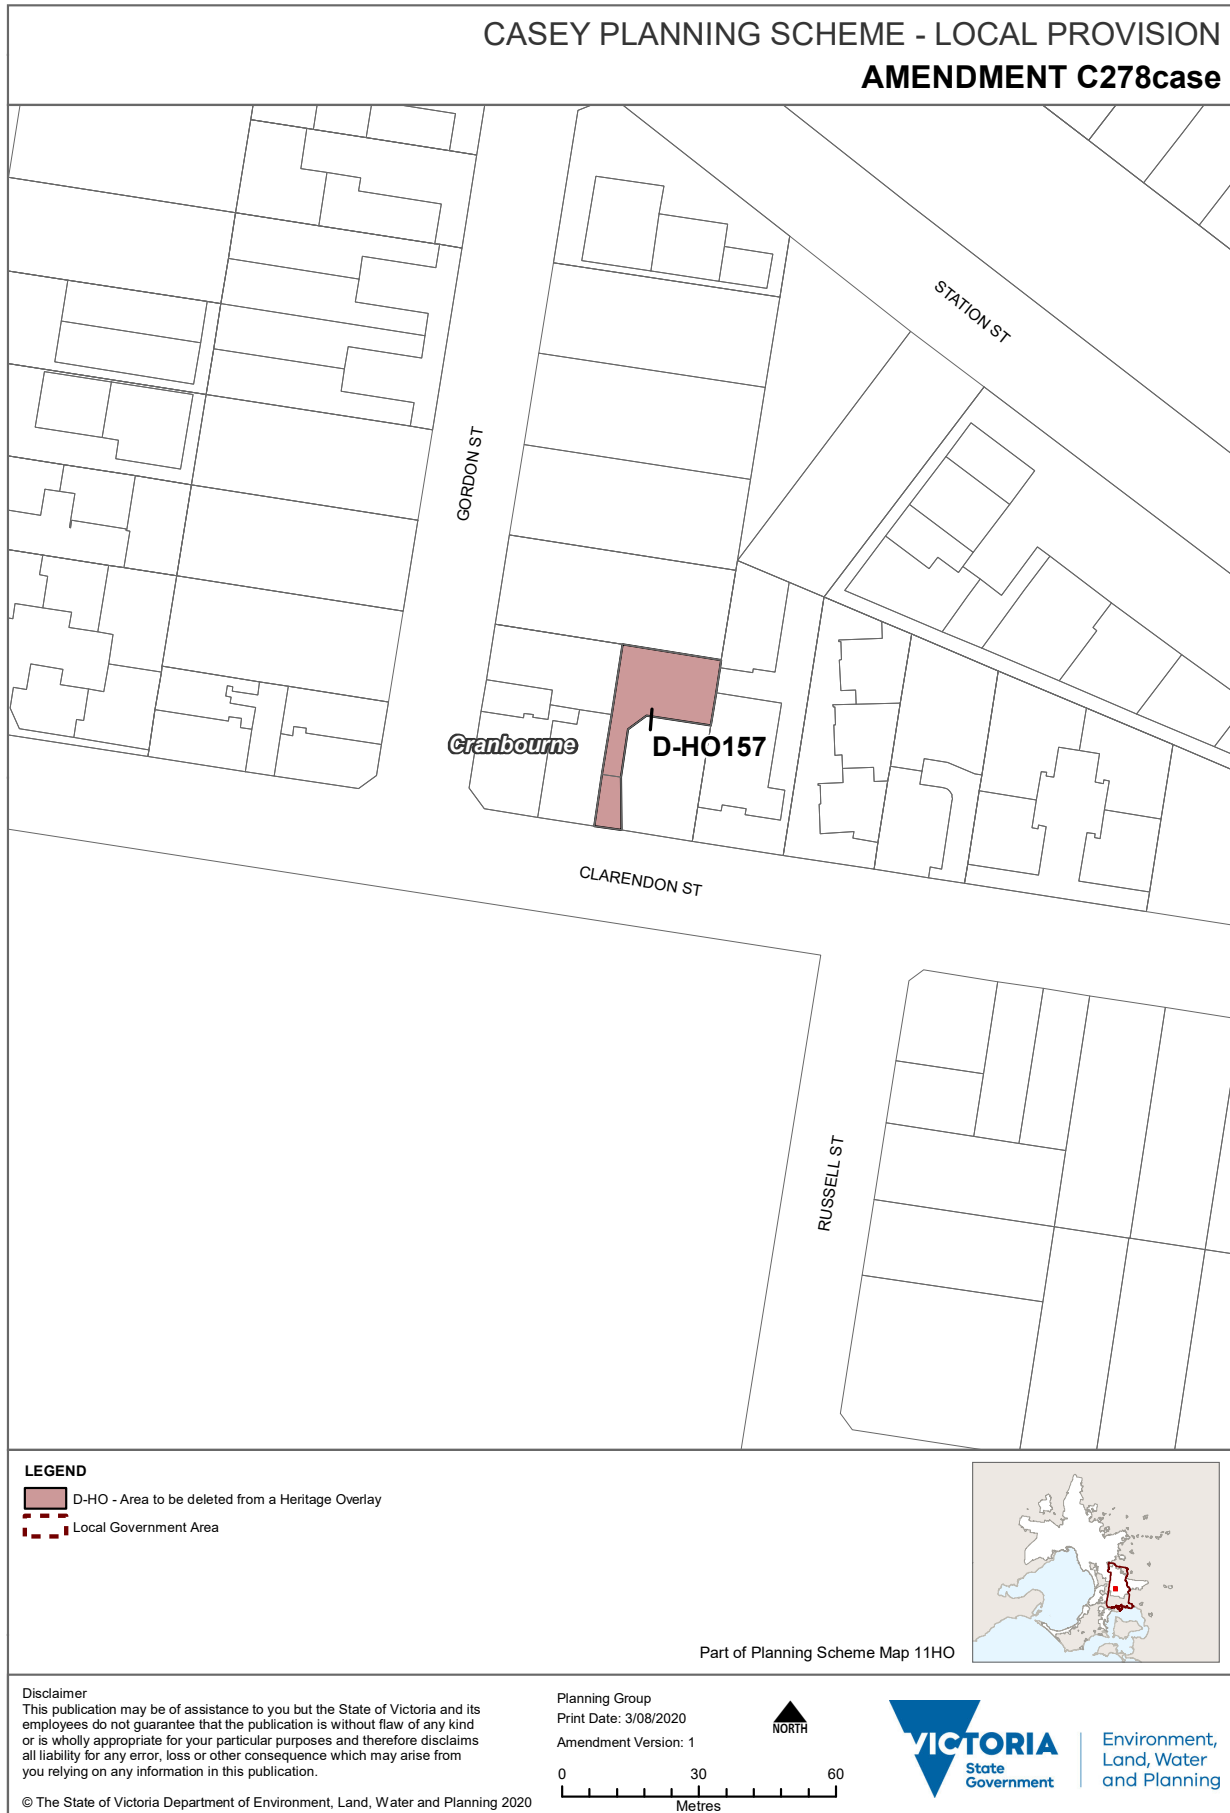 CASEY PLANNING SCHEME - LOCAL PROVISION
AMENDMENT C278case
STATION ST
GORDON ST
Cranbourne
D-HO157
CLARENDON ST
RUSSELL ST
LEGEND
D-HO - Area to be deleted from a Heritage Overlay
Local Government Area
Part of Planning Scheme Map 11HO
Disclaimer
This publication may be of assistance to you but the State of Victoria and its
employees do not guarantee that the publication is without flaw of any kind
or is wholly appropriate for your particular purposes and therefore disclaims
all liability for any error, loss or other consequence which may arise from
you relying on any information in this publication.
© The State of Victoria Department of Environment, Land, Water and Planning 2020
Planning Group
Print Date: 3/08/2020
Amendment Version: 1
NORTH
0 30 60
Metres
VICTORIA
State
Government
Environment,
Land, Water
and Planning